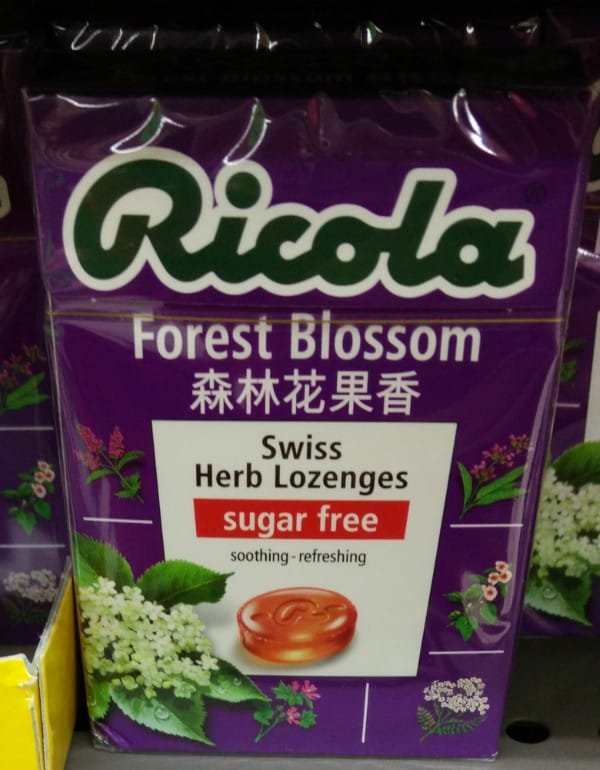 Ricola
Forest Blossom
森林花果香
Swiss
Herb Lozenges
sugar free
soothing - refreshing